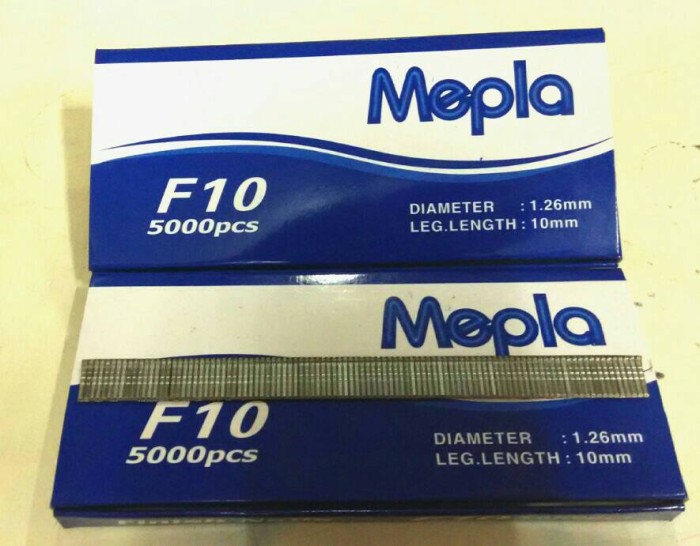 Mepla
F10
5000pcs
DIAMETER : 1.26mm
LEG.LENGTH : 10mm
Mepla
F10
5000pcs
DIAMETER : 1.26mm
LEG.LENGTH : 10mm